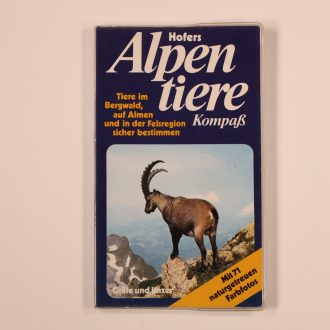 Hofers
Alpen
tiere
Kompaß
Tiere im
Bergwald,
auf Almen
und in der Felsregion
sicher bestimmen
Mit 71
naturgetreuen
Farbfotos
Gräfe und Unzer